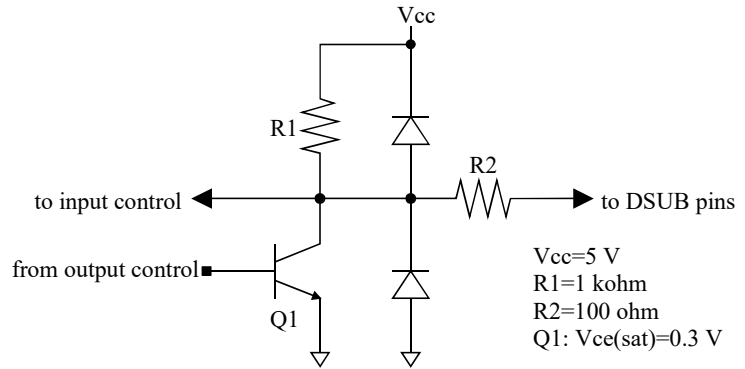 Vcc
R1
R2
to input control
to DSUB pins
from output control
Q1
Vcc=5 V
R1=1 kohm
R2=100 ohm
Q1: Vce(sat)=0.3 V